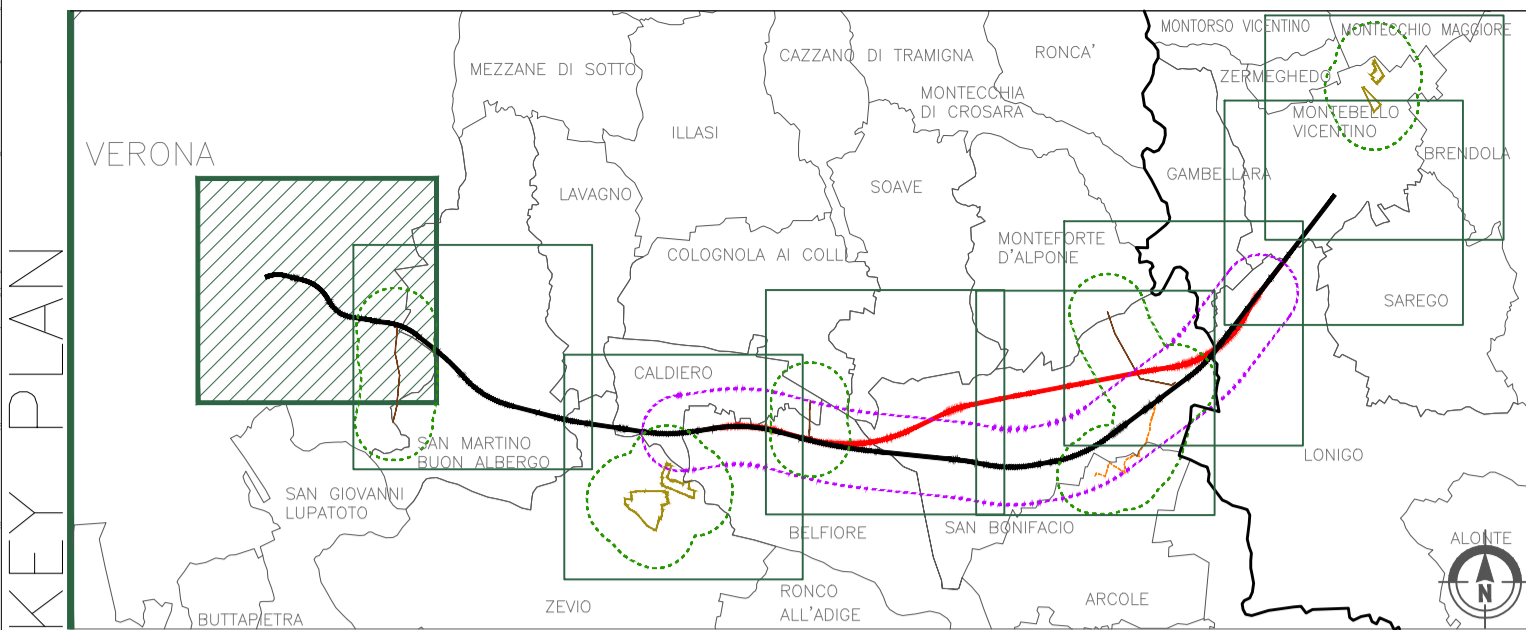 KEY PLAN
MONTORSO VICENTINO
MONTECCHIO MAGGIORE
CAZZANO DI TRAMIGNA
RONCA'
MEZZANE DI SOTTO
ZERMEGHEDO
MONTECCHIA
DI CROSARA
MONTEBELLO
VICENTINO
ILLASI
VERONA
BRENDOLA
GAMBELLARA
LAVAGNO
SOAVE
MONTEFORTE
D'ALPONE
COLOGNOLA AI COLLI
SAREGO
CALDIERO
SAN MARTINO
BUON ALBERGO
LONIGO
SAN GIOVANNI
LUPATOTO
BELFIORE
SAN BONIFACIO
ALONTE
RONCO
ALL'ADIGE
ARCOLE
ZEVIO
BUTTAPIETRA
N